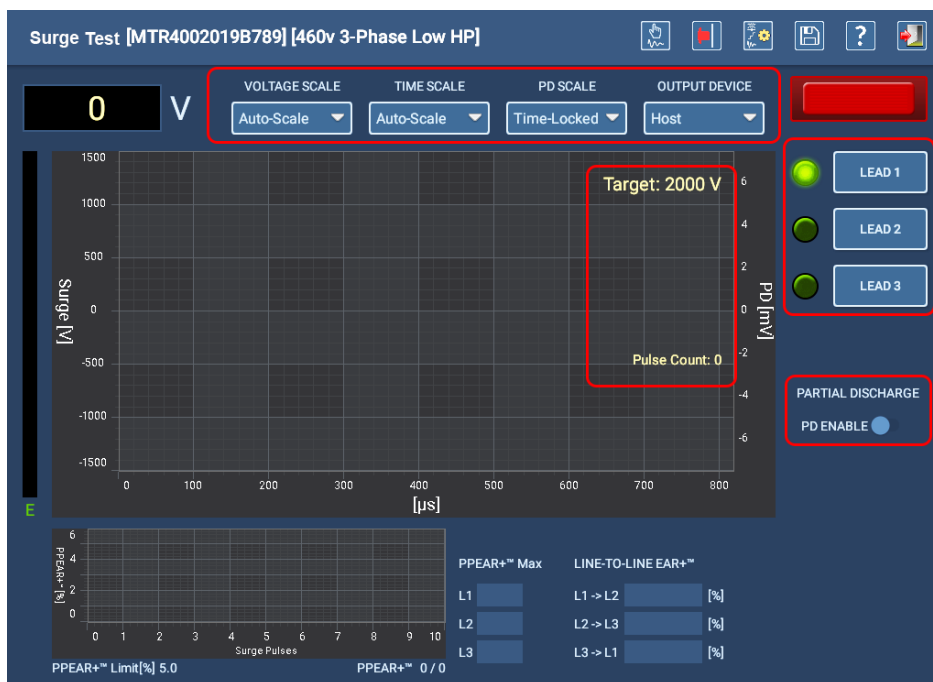 Surge Test [MTR4002019B789] [460v 3-Phase Low HP]
?
0 V
VOLTAGE SCALE TIME SCALE PD SCALE OUTPUT DEVICE
Auto-Scale Auto-Scale Time-Locked Host
LEAD 1
LEAD 2
LEAD 3
Target: 2000 V
Pulse Count: 0
Surge [V]
1500
1000
500
0
-500
-1000
-1500
0 100 200 300 400 500 600 700 800
[µs]
PD [mV]
6
4
2
0
-2
-4
-6
PARTIAL DISCHARGE
PD ENABLE
E
PPEAR+™ [%]
6
4
2
0
0 1 2 3 4 5 6 7 8 9 10
Surge Pulses
PPEAR+™ Limit[%] 5.0 PPEAR+™ 0 / 0
PPEAR+™ Max LINE-TO-LINE EAR+™
L1 L1 -> L2 [%]
L2 L2 -> L3 [%]
L3 L3 -> L1 [%]